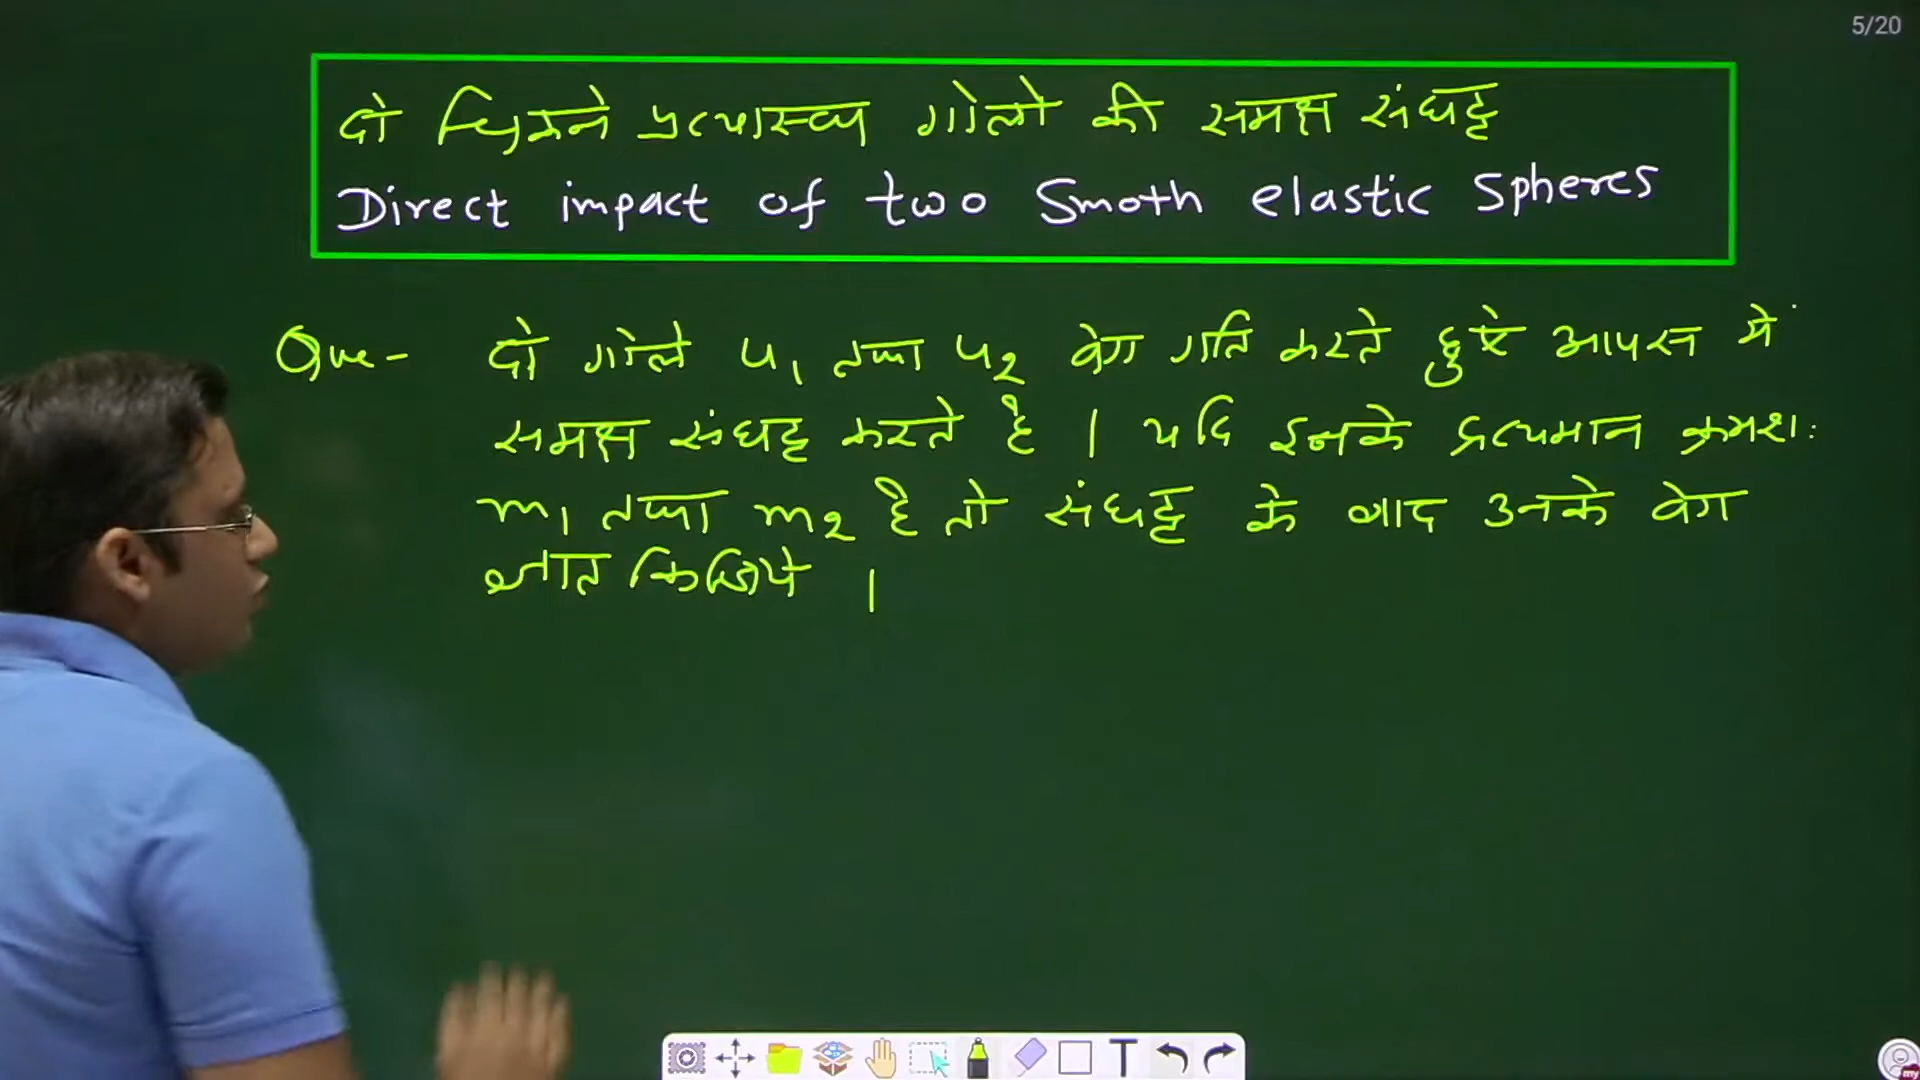 5/20
दो चिकने प्रत्यास्थ गोलो की समक्ष संघट्ट
Direct impact of two Smoth elastic Spheres
Que- दो गोले u₁ तथा u₂ वेग गति करते हुए आपस में
समक्ष संघट्ट करते है । यदि इनके द्रव्यमान क्रमश:
m₁ तथा m₂ है तो संघट्ट के बाद उनके वेग
ज्ञात किजिये ।
T
my